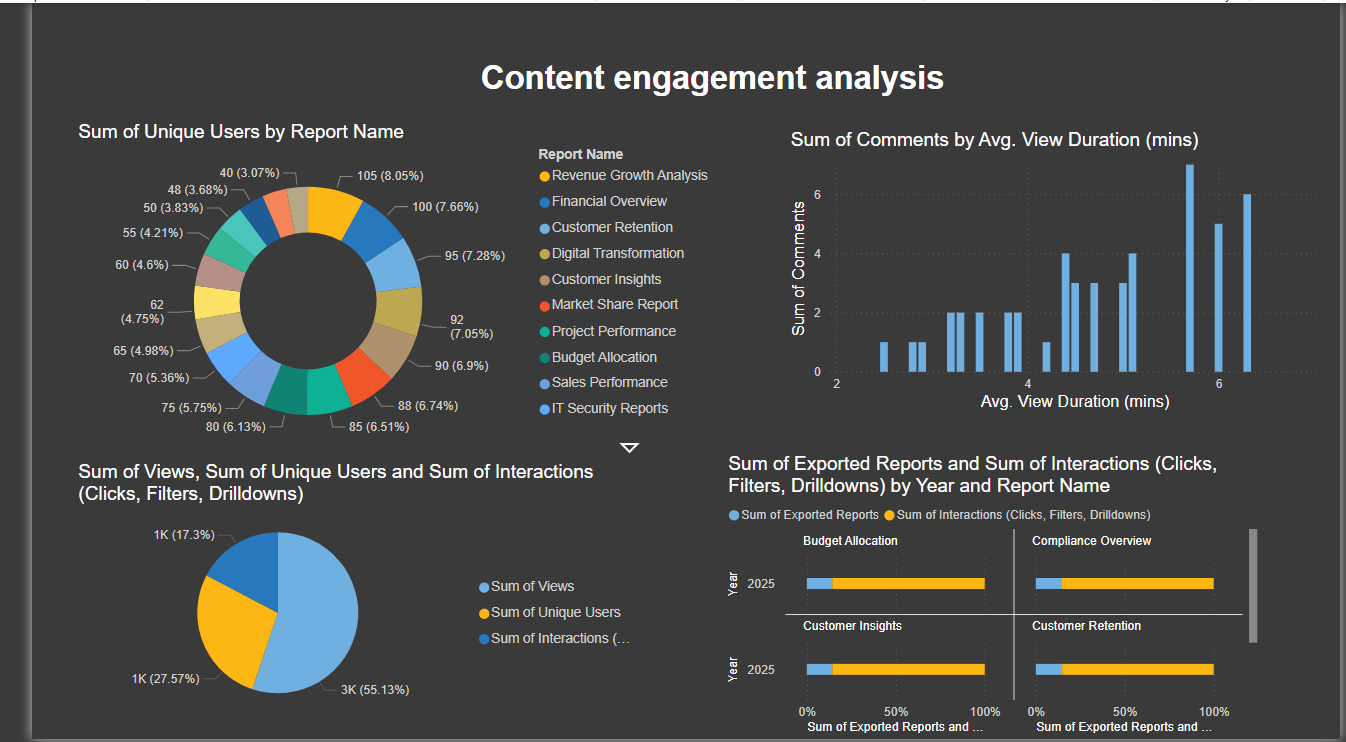 Content engagement analysis
Sum of Unique Users by Report Name
40 (3.07%)
105 (8.05%)
48 (3.68%)
100 (7.66%)
50 (3.83%)
55 (4.21%)
95 (7.28%)
60 (4.6%)
62
(4.75%)
92
(7.05%)
65 (4.98%)
90 (6.9%)
70 (5.36%)
75 (5.75%)
88 (6.74%)
80 (6.13%)
85 (6.51%)
Report Name
Revenue Growth Analysis
Financial Overview
Customer Retention
Digital Transformation
Customer Insights
Market Share Report
Project Performance
Budget Allocation
Sales Performance
IT Security Reports
Sum of Comments by Avg. View Duration (mins)
Sum of Comments
6
4
2
0
2
4
6
Avg. View Duration (mins)
Sum of Views, Sum of Unique Users and Sum of Interactions
(Clicks, Filters, Drilldowns)
1K (17.3%)
1K (27.57%)
3K (55.13%)
Sum of Views
Sum of Unique Users
Sum of Interactions (...
Sum of Exported Reports and Sum of Interactions (Clicks,
Filters, Drilldowns) by Year and Report Name
Sum of Exported Reports
Sum of Interactions (Clicks, Filters, Drilldowns)
Budget Allocation
Compliance Overview
Year
2025
Customer Insights
Customer Retention
Year
2025
0%
50%
100%
0%
50%
100%
Sum of Exported Reports and ...
Sum of Exported Reports and ...